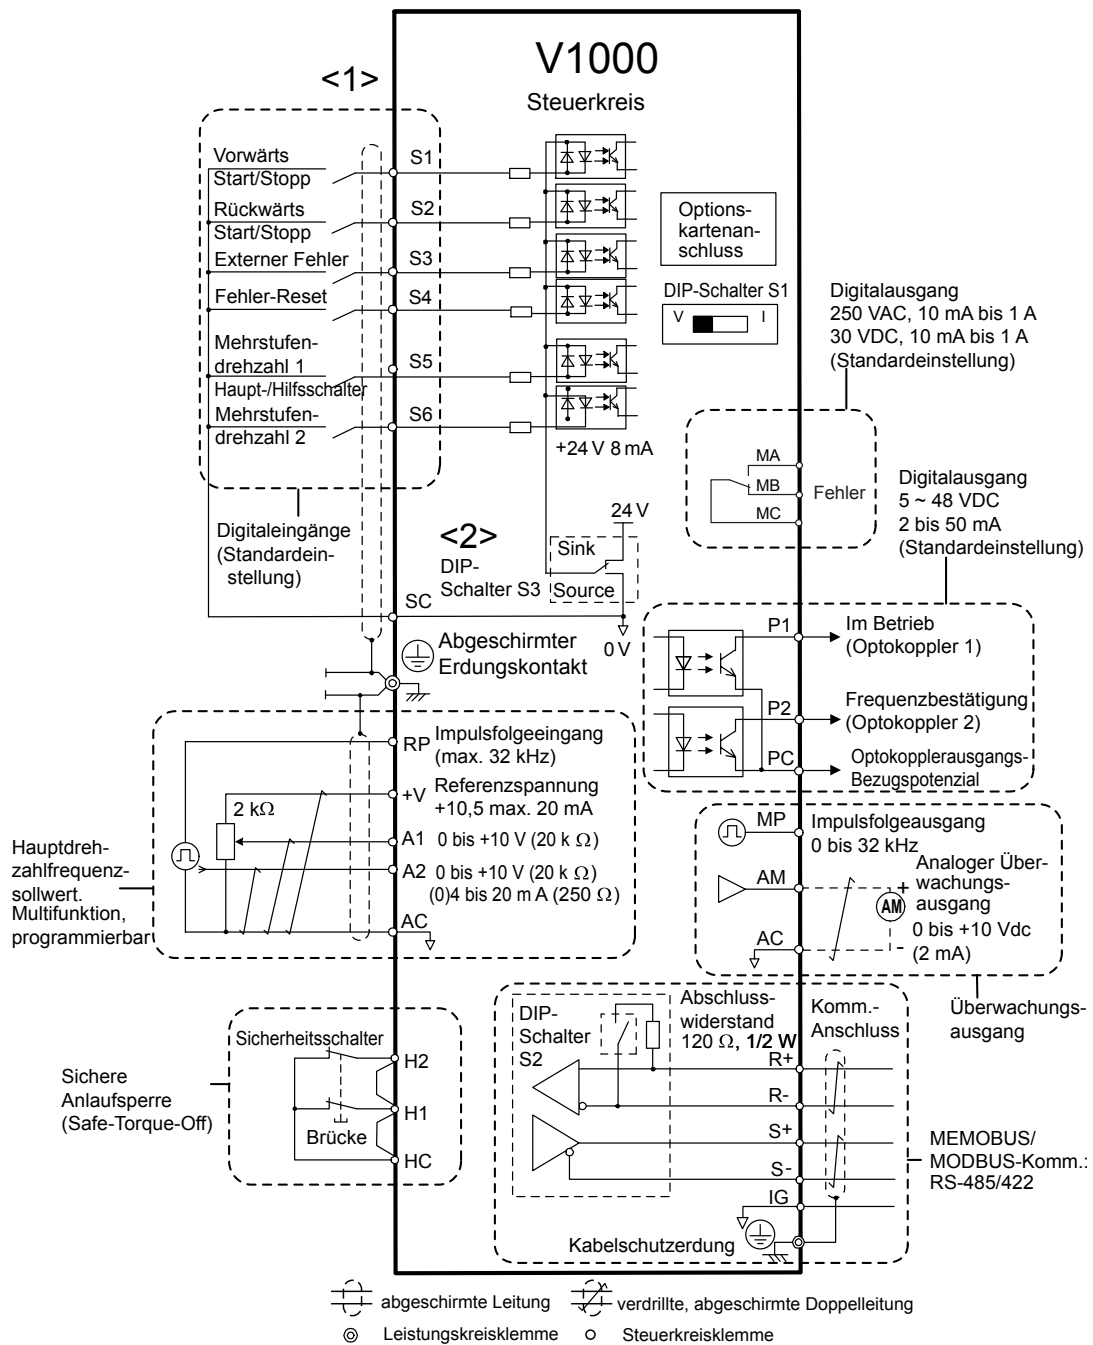 V1000
Steuerkreis
<1>
Vorwärts
Start/Stopp
S1
Rückwärts
Start/Stopp
S2
Externer Fehler
S3
Fehler-Reset
S4
Mehrstufen-
drehzahl 1
Haupt-/Hilfsschalter
S5
Mehrstufen-
drehzahl 2
S6
+24 V 8 mA
Options-
kartenan-
schluss
DIP-Schalter S1
V I
Digitalausgang
250 VAC, 10 mA bis 1 A
30 VDC, 10 mA bis 1 A
(Standardeinstellung)
MA
MB
MC
Fehler
Digitalausgang
5 ~ 48 VDC
2 bis 50 mA
(Standardeinstellung)
Digitaleingänge
(Standardein-
stellung)
<2>
DIP-
Schalter S3
24 V
Sink
Source
SC
0 V
Abgeschirmter
Erdungskontakt
P1
Im Betrieb
(Optokoppler 1)
P2
Frequenzbestätigung
(Optokoppler 2)
PC
Optokopplerausgangs-
Bezugspotenzial
RP
Impulsfolgeeingang
(max. 32 kHz)
+V
Referenzspannung
+10,5 max. 20 mA
2 kΩ
A1
0 bis +10 V (20 k Ω)
A2
0 bis +10 V (20 k Ω)
(0)4 bis 20 m A (250 Ω)
AC
Hauptdreh-
zahlfrequenz-
sollwert.
Multifunktion,
programmierbar
MP
Impulsfolgeausgang
0 bis 32 kHz
AM
Analoger Über-
wachungs-
ausgang
+
AM
-
0 bis +10 Vdc
(2 mA)
AC
Überwachungs-
ausgang
Sicherheitsschalter
H2
H1
Brücke
HC
Sichere
Anlaufsperre
(Safe-Torque-Off)
DIP-
Schalter
S2
Abschluss-
widerstand
120 Ω, 1/2 W
Komm.-
Anschluss
R+
R-
S+
S-
IG
MEMOBUS/
MODBUS-Komm.:
RS-485/422
Kabelschutzerdung
abgeschirmte Leitung
verdrillte, abgeschirmte Doppelleitung
Leistungskreisklemme
Steuerkreisklemme